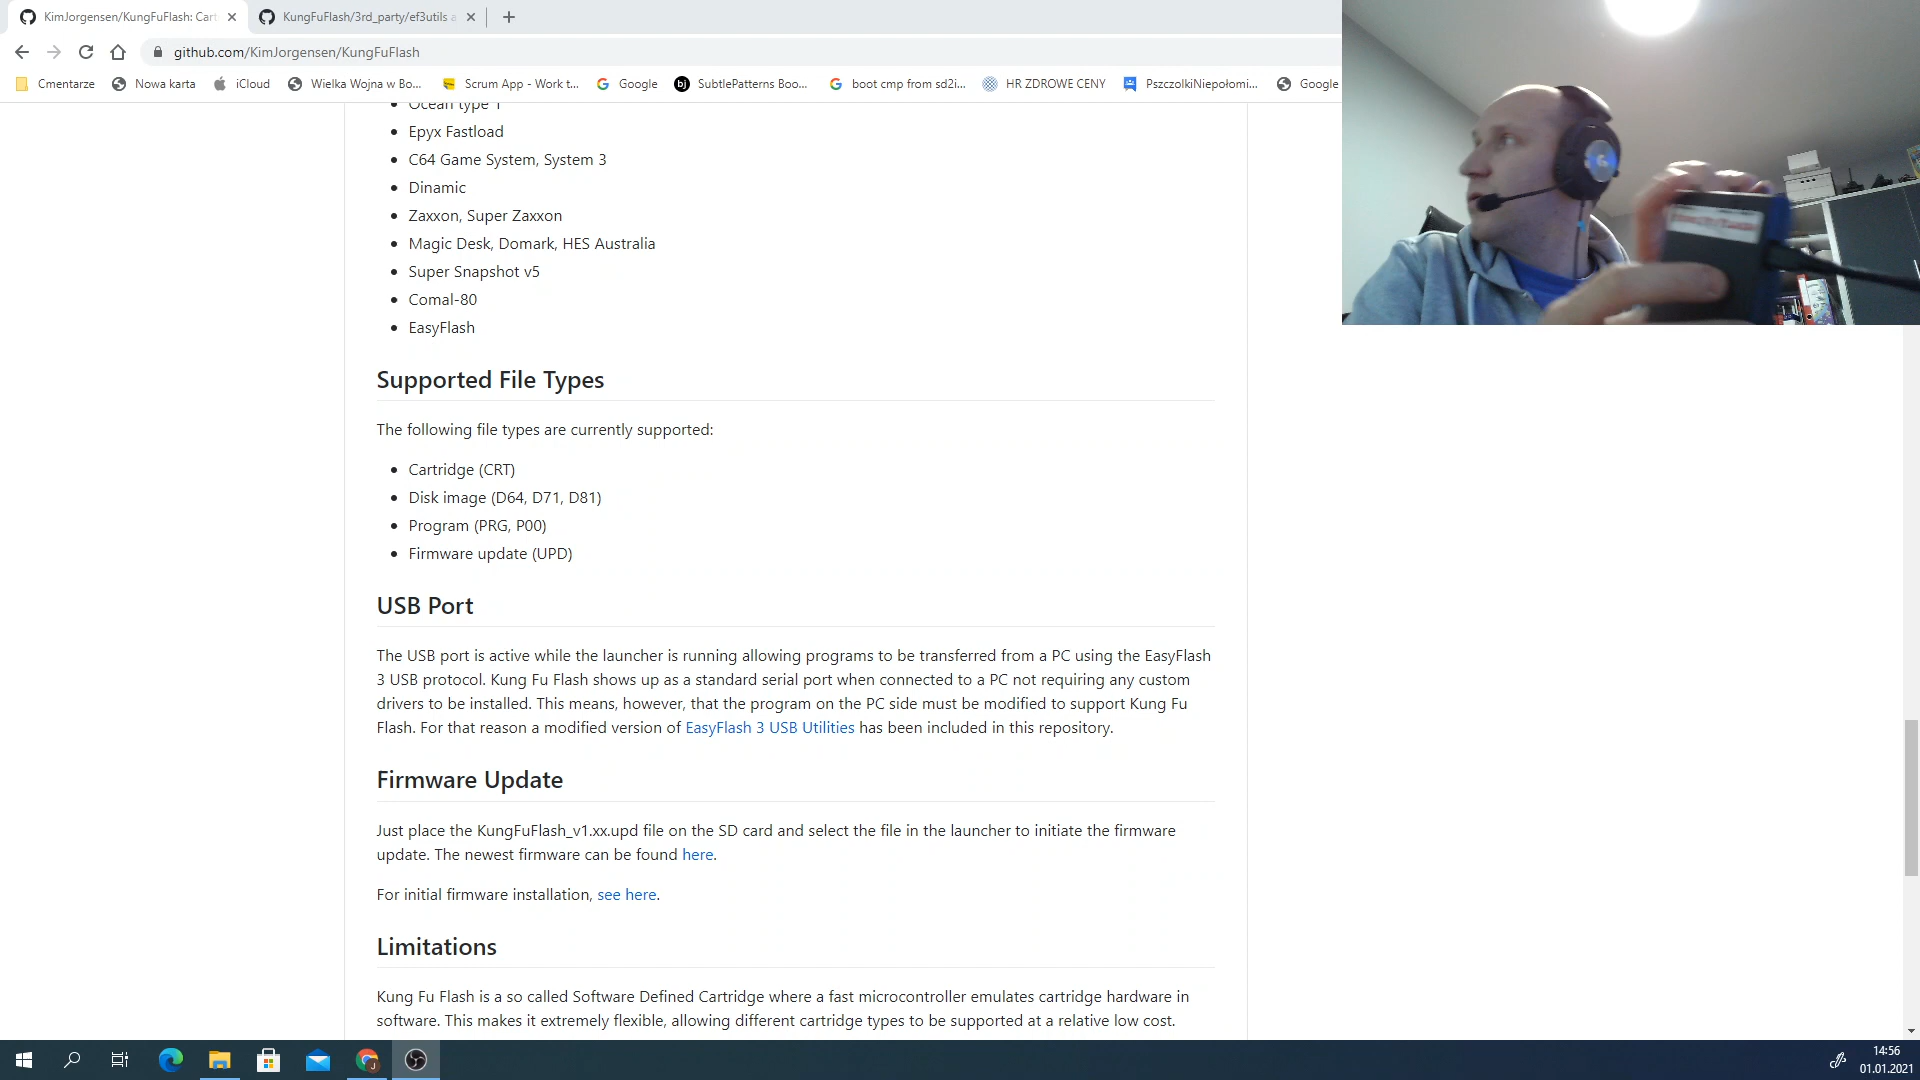 KimJorgensen/KungFuFlash: Cart
KungFuFlash/3rd_party/ef3utils a
github.com/KimJorgensen/KungFuFlash
Cmentarze
Nowa karta
iCloud
Wielka Wojna w Bo...
Scrum App - Work t...
Google
SubtlePatterns Boo...
boot cmp from sd2i...
HR ZDROWE CENY
PszczolkiNiepołomi...
Google
Ocean type 1
Epyx Fastload
C64 Game System, System 3
Dinamic
Zaxxon, Super Zaxxon
Magic Desk, Domark, HES Australia
Super Snapshot v5
Comal-80
EasyFlash
Supported File Types
The following file types are currently supported:
Cartridge (CRT)
Disk image (D64, D71, D81)
Program (PRG, P00)
Firmware update (UPD)
USB Port
The USB port is active while the launcher is running allowing programs to be transferred from a PC using the EasyFlash
3 USB protocol. Kung Fu Flash shows up as a standard serial port when connected to a PC not requiring any custom
drivers to be installed. This means, however, that the program on the PC side must be modified to support Kung Fu
Flash. For that reason a modified version of EasyFlash 3 USB Utilities has been included in this repository.
Firmware Update
Just place the KungFuFlash_v1.xx.upd file on the SD card and select the file in the launcher to initiate the firmware
update. The newest firmware can be found here.
For initial firmware installation, see here.
Limitations
Kung Fu Flash is a so called Software Defined Cartridge where a fast microcontroller emulates cartridge hardware in
software. This makes it extremely flexible, allowing different cartridge types to be supported at a relative low cost.
14:56
01.01.2021